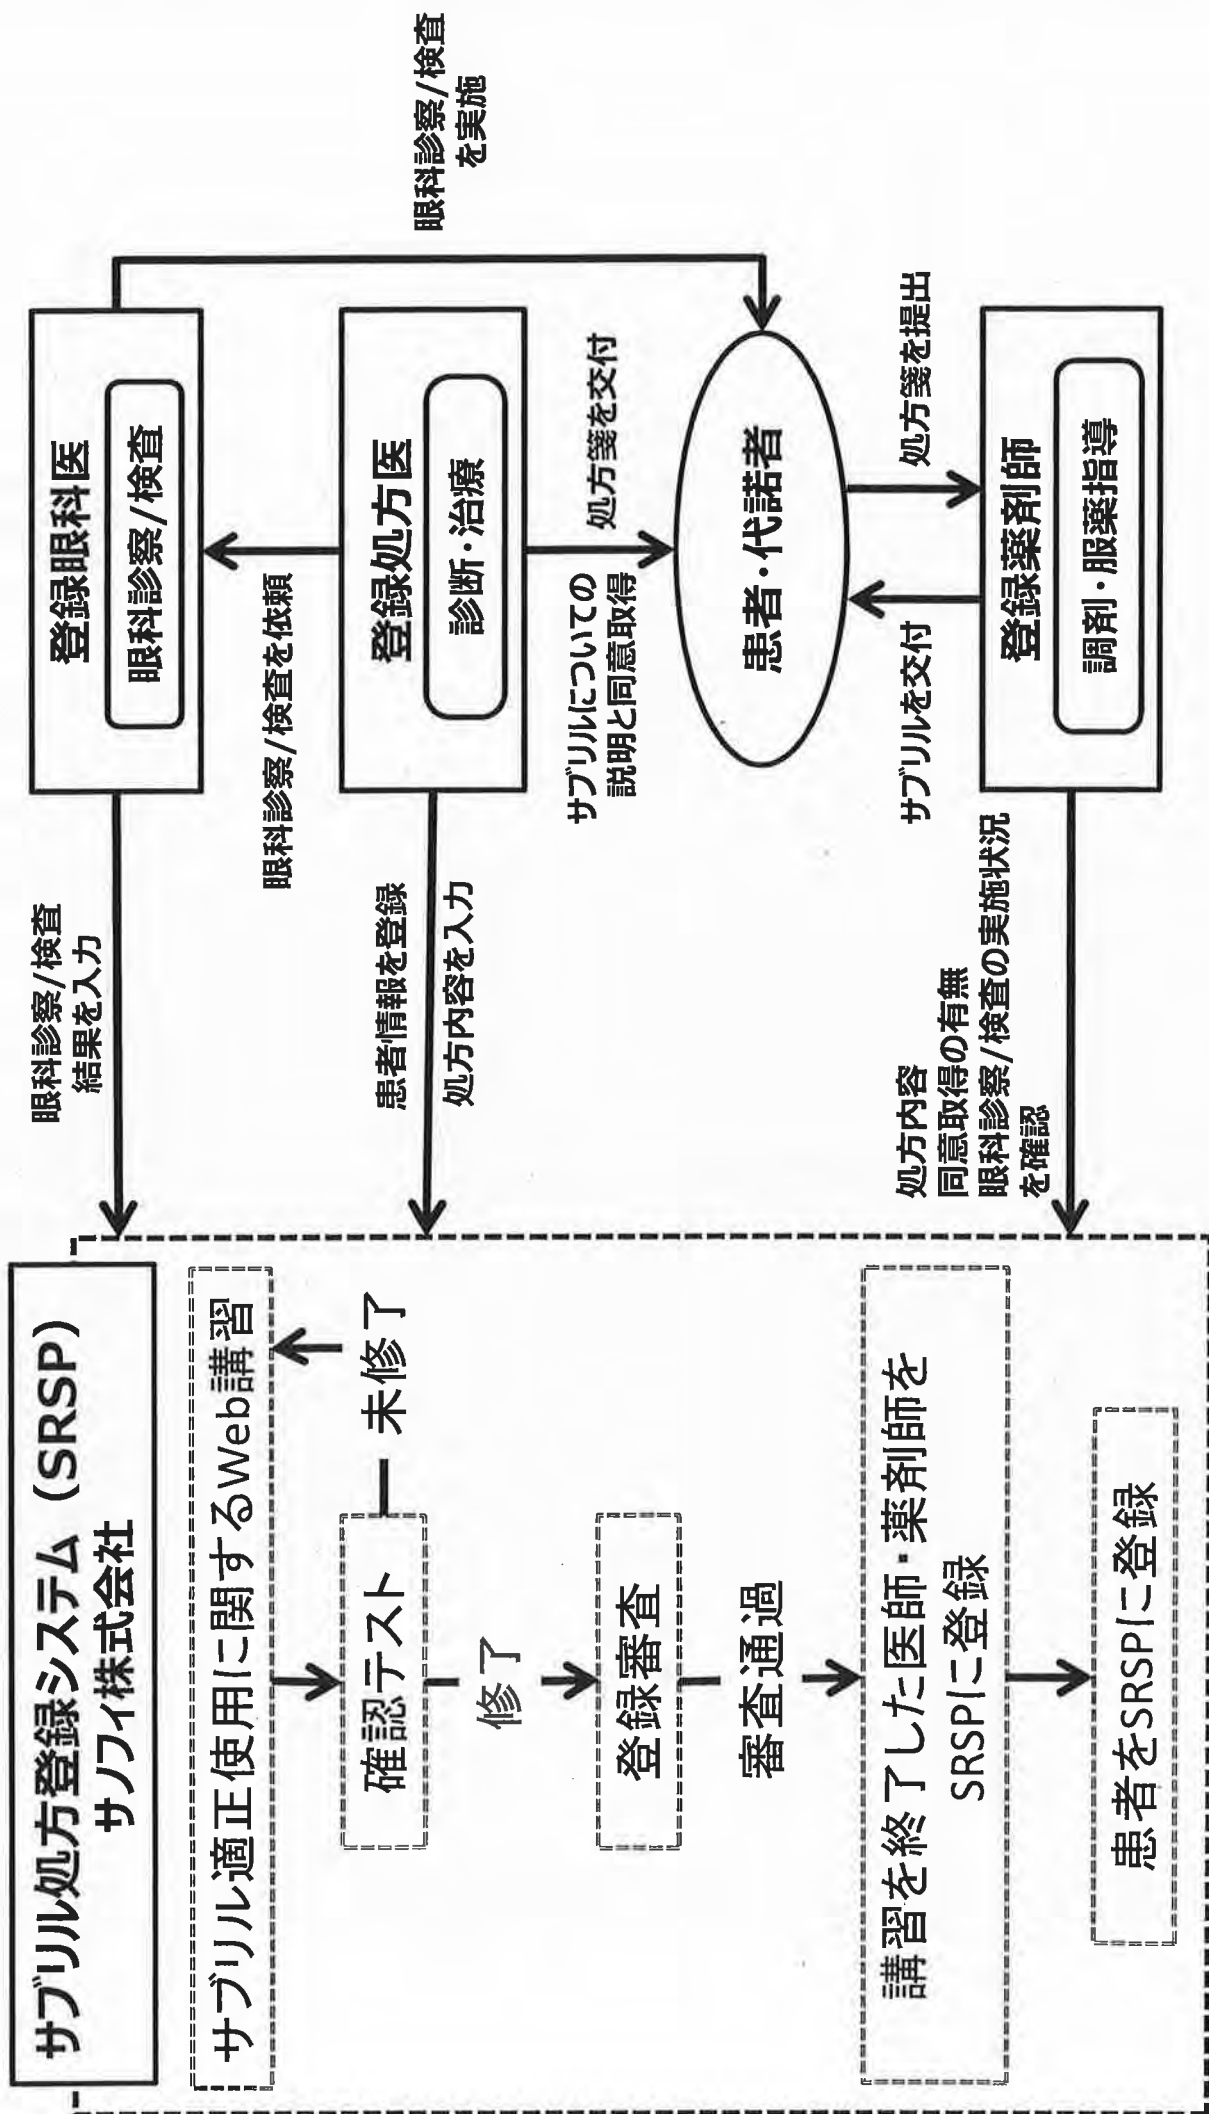 サブリル処方登録システム（SRSP）
サノフィ株式会社
サブリル適正使用に関するWeb講習
確認テスト
未修了
修了
登録審査
審査通過
講習を終了した医師・薬剤師を
SRSPに登録
患者をSRSPに登録
眼科診察/検査
結果を入力
患者情報を登録
処方内容を入力
処方内容
同意取得の有無
眼科診察/検査の実施状況
を確認
登録眼科医
眼科診察/検査
眼科診察/検査を依頼
登録処方医
診断・治療
サブリルについての
説明と同意取得
処方箋を交付
患者・代諾者
サブリルを交付
処方箋を提出
登録薬剤師
調剤・服薬指導
眼科診察/検査
を実施